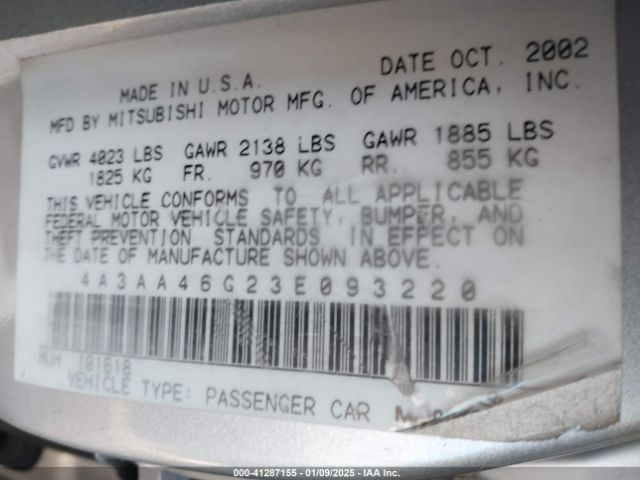 MADE IN U.S.A. DATE OCT. 2002
MFD BY MITSUBISHI MOTOR MFG. OF AMERICA, INC.
GVWR 4023 LBS GAWR 2138 LBS GAWR 1885 LBS
1825 KG FR. 970 KG RR. 855 KG
THIS VEHICLE CONFORMS TO ALL APPLICABLE
FEDERAL MOTOR VEHICLE SAFETY, BUMPER, AND
THEFT PREVENTION STANDARDS IN EFFECT ON
THE DATE OF MANUFACTURE SHOWN ABOVE.
4A3AA46G23E093220
101610
VEHICLE TYPE: PASSENGER CAR
000-41287155 - 01/09/2025 - IAA Inc.